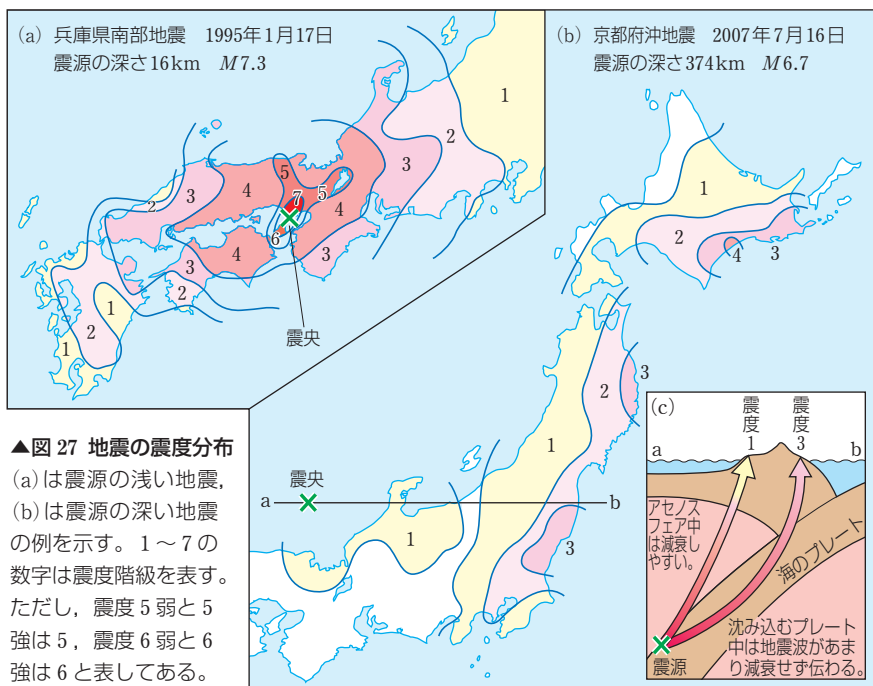 (a) 兵庫県南部地震 1995年1月17日
震源の深さ16km M7.3
1
2
3
4
5
5
7
6
4
3
4
3
2
3
2
1
2
1
震央
(b) 京都府沖地震 2007年7月16日
震源の深さ374km M6.7
1
2
4
3
3
2
1
震央
a
b
1
3
(c)
震度
1
震度
3
a
b
アセノス
フェア中
は減衰し
やすい。
海のプレート
沈み込むプレート
中は地震波があま
り減衰せず伝わる。
震源
▲図27 地震の震度分布
(a)は震源の浅い地震,
(b)は震源の深い地震
の例を示す。1～7の
数字は震度階級を表す。
ただし, 震度5弱と5
強は5, 震度6弱と6
強は6と表してある。